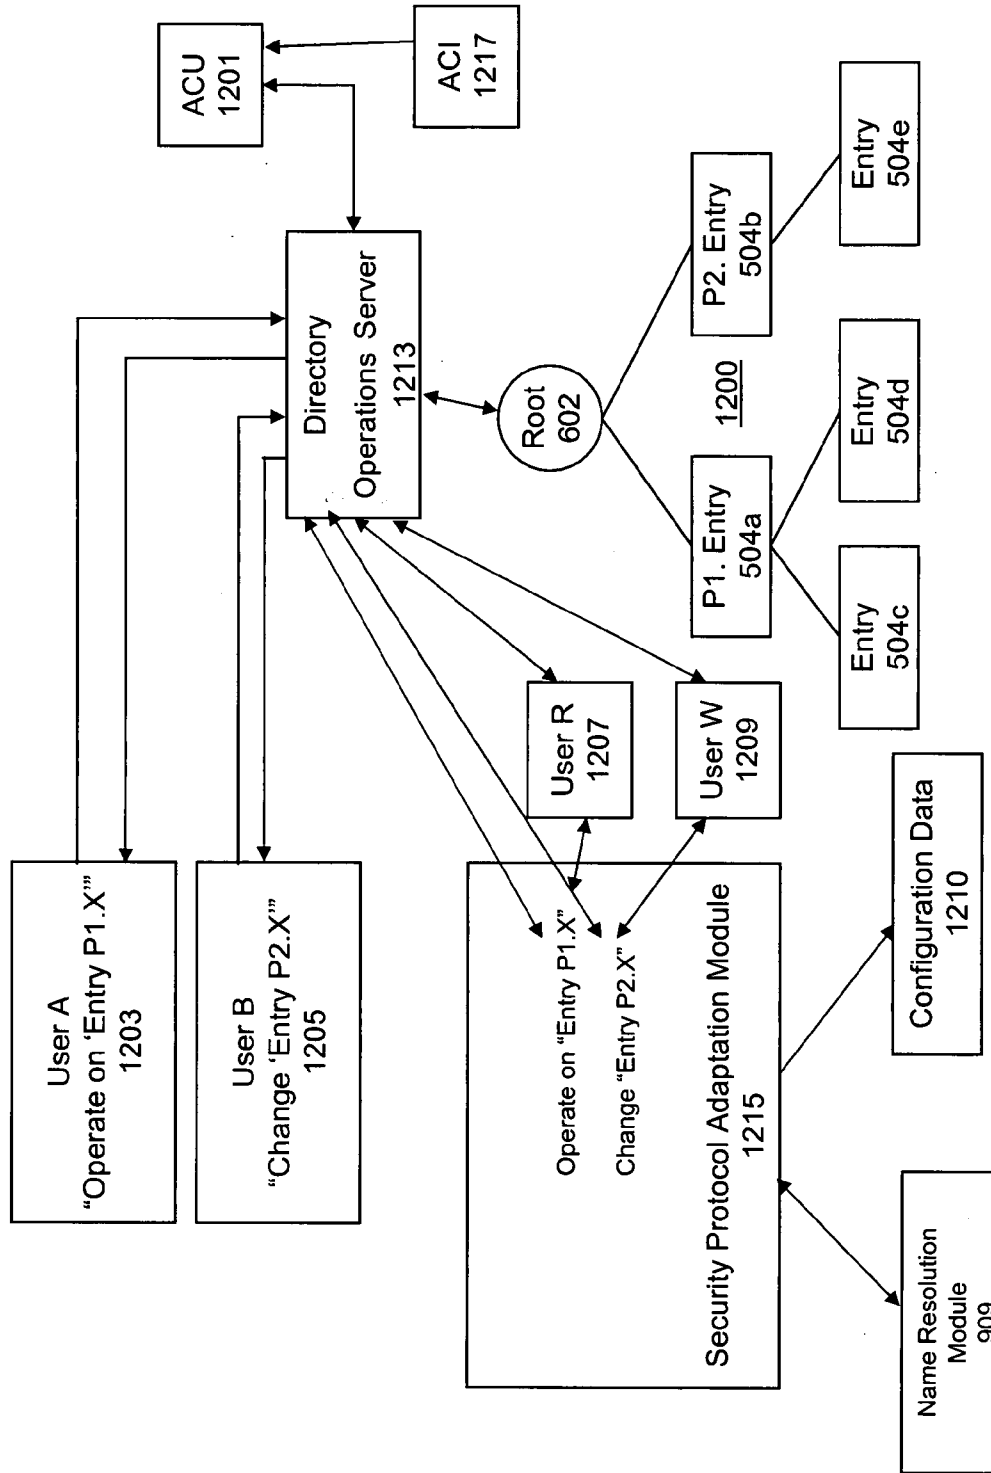 User A
“Operate on ‘Entry P1.X’”
1203
User B
“Change ‘Entry P2.X’”
1205
ACU
1201
ACI
1217
Directory
Operations Server
1213
Operate on “Entry P1.X”
Change “Entry P2.X”
Security Protocol Adaptation Module
1215
User R
1207
User W
1209
Root
602
P1. Entry
504a
1200
P2. Entry
504b
Entry
504c
Entry
504d
Entry
504e
Name Resolution
Module
909
Configuration Data
1210